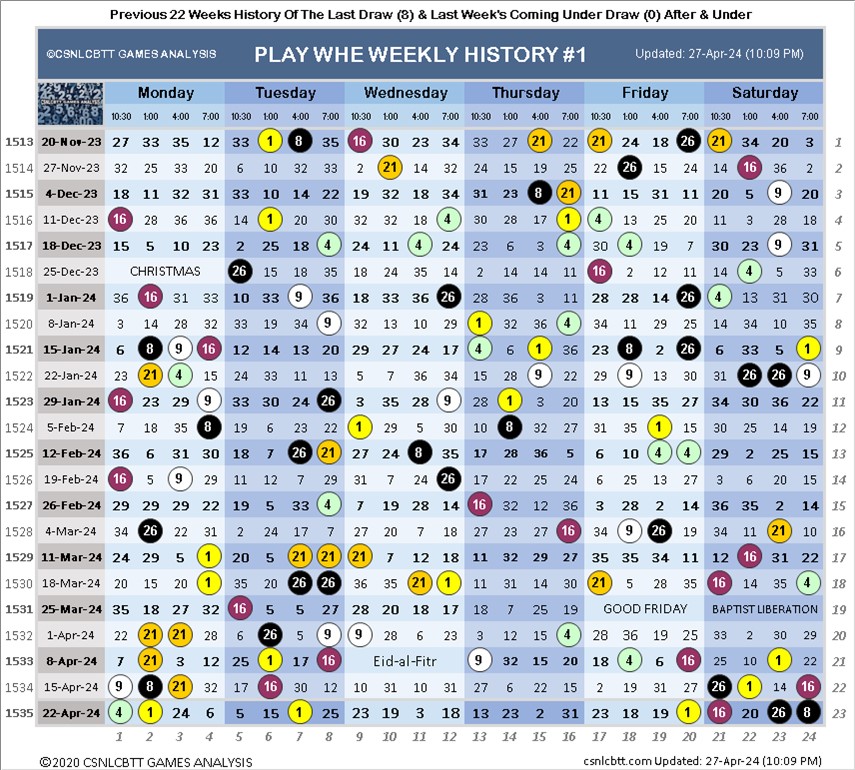 Previous 22 Weeks History Of The Last Draw (8) & Last Week's Coming Under Draw (0) After & Under
©CSNLCBTT GAMES ANALYSIS PLAY WHE WEEKLY HISTORY #1 Updated: 27-Apr-24 (10:09 PM)
CSNLCBTT GAMES ANALYSIS Monday Tuesday Wednesday Thursday Friday Saturday
10:30 1:00 4:00 7:00 10:30 1:00 4:00 7:00 10:30 1:00 4:00 7:00 10:30 1:00 4:00 7:00 10:30 1:00 4:00 7:00 10:30 1:00 4:00 7:00
1513 20-Nov-23 27 33 35 12 33 1 8 35 16 30 23 34 33 27 21 22 21 24 18 26 21 34 20 3 1
1514 27-Nov-23 32 25 33 20 6 10 32 33 2 21 14 32 24 15 19 25 11 26 22 18 14 16 36 2 2
1515 4-Dec-23 18 11 32 31 33 10 14 22 19 32 18 34 31 23 8 21 11 15 31 11 20 5 9 20 3
1516 11-Dec-23 16 28 36 36 14 1 20 30 32 32 18 4 30 28 17 1 4 13 25 20 11 3 28 18 4
1517 18-Dec-23 15 5 10 23 2 25 18 4 24 11 4 24 23 6 3 4 30 4 19 7 30 23 9 31 5
1518 25-Dec-23 CHRISTMAS 26 15 18 35 18 24 35 14 2 14 14 11 16 2 12 11 22 4 5 33 6
1519 1-Jan-24 36 16 31 33 10 33 9 36 18 33 36 26 28 36 3 11 28 28 14 26 4 13 31 30 7
1520 8-Jan-24 3 14 28 32 33 19 34 9 32 13 10 29 1 32 36 4 34 11 29 25 14 34 10 35 8
1521 15-Jan-24 6 8 9 16 12 14 13 20 29 27 24 17 4 6 1 36 23 8 2 26 6 33 5 1 9
1522 22-Jan-24 23 21 4 15 24 33 11 13 5 7 36 34 15 28 9 22 29 9 13 30 31 26 26 9 10
1523 29-Jan-24 16 23 29 9 33 30 24 26 3 35 28 9 28 1 3 20 13 15 35 27 34 30 36 22 11
1524 5-Feb-24 7 18 35 8 19 6 23 22 1 29 5 30 10 8 27 32 31 35 1 15 30 25 14 19 12
1525 12-Feb-24 36 6 31 30 18 7 26 21 27 24 8 35 17 28 36 5 6 10 4 4 29 2 25 15 13
1526 19-Feb-24 16 5 9 29 11 12 7 29 32 7 12 26 17 22 25 24 13 34 28 12 3 6 20 15 14
1527 26-Feb-24 29 29 29 22 19 5 33 4 7 19 28 14 16 32 12 36 3 28 2 14 36 35 2 14 15
1528 4-Mar-24 34 26 22 31 2 24 7 9 27 20 7 18 27 23 27 16 34 9 26 19 34 11 21 10 16
1529 11-Mar-24 24 29 5 1 20 5 21 21 21 7 12 18 11 32 29 27 35 35 34 11 12 16 31 22 17
1530 18-Mar-24 20 15 20 1 35 20 26 26 36 35 21 1 11 31 14 30 21 5 28 35 16 18 35 4 18
1531 25-Mar-24 35 18 27 32 16 5 5 27 28 20 18 17 18 7 25 19 GOOD FRIDAY BAPTIST LIBERATION 19
1532 1-Apr-24 22 21 21 28 6 26 5 9 9 28 6 23 3 12 15 4 28 36 19 25 33 2 30 29 20
1533 8-Apr-24 7 21 3 12 25 1 17 16 Eid-al-Fitr 9 32 15 20 18 4 6 16 25 10 1 22 21
1534 15-Apr-24 9 8 21 32 17 16 30 12 10 31 10 31 27 6 22 15 2 19 31 27 26 1 14 16 22
1535 22-Apr-24 4 1 24 6 5 15 1 25 23 19 3 18 13 23 2 31 23 18 19 1 16 20 26 8 23
1 2 3 4 5 6 7 8 9 10 11 12 13 14 15 16 17 18 19 20 21 22 23 24
©2020 CSNLCBTT GAMES ANALYSIS csnlcbtt.com Updated: 27-Apr-24 (10:09 PM)